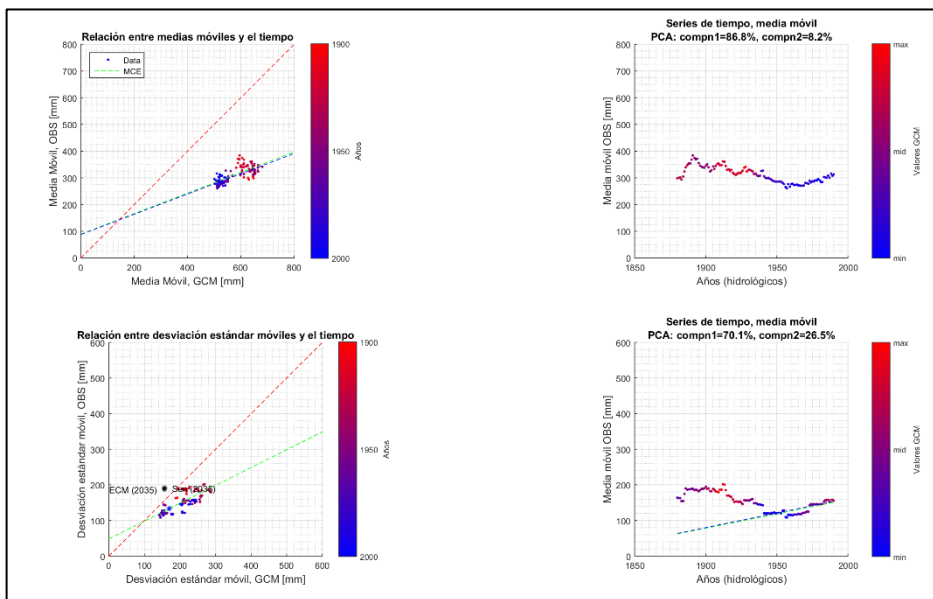 Relación entre medias móviles y el tiempo
800
700
600
500
400
300
200
100
0
0
200
400
600
800
Media Móvil, OBS [mm]
Media Móvil, GCM [mm]
Data
MCE
1900
1950
2000
Años
Series de tiempo, media móvil
PCA: compn1=86.8%, compn2=8.2%
800
700
600
500
400
300
200
100
0
1850
1900
1950
2000
Media móvil OBS [mm]
Años (hidrológicos)
max
mid
min
Valores GCM
Relación entre desviación estándar móviles y el tiempo
600
500
400
300
200
100
0
0
100
200
300
400
500
600
Desviación estándar móvil, OBS [mm]
Desviación estándar móvil, GCM [mm]
ECM (2035)
1900
1950
2000
Años
Series de tiempo, media móvil
PCA: compn1=70.1%, compn2=26.5%
600
500
400
300
200
100
0
1850
1900
1950
2000
Media móvil OBS [mm]
Años (hidrológicos)
max
mid
min
Valores GCM